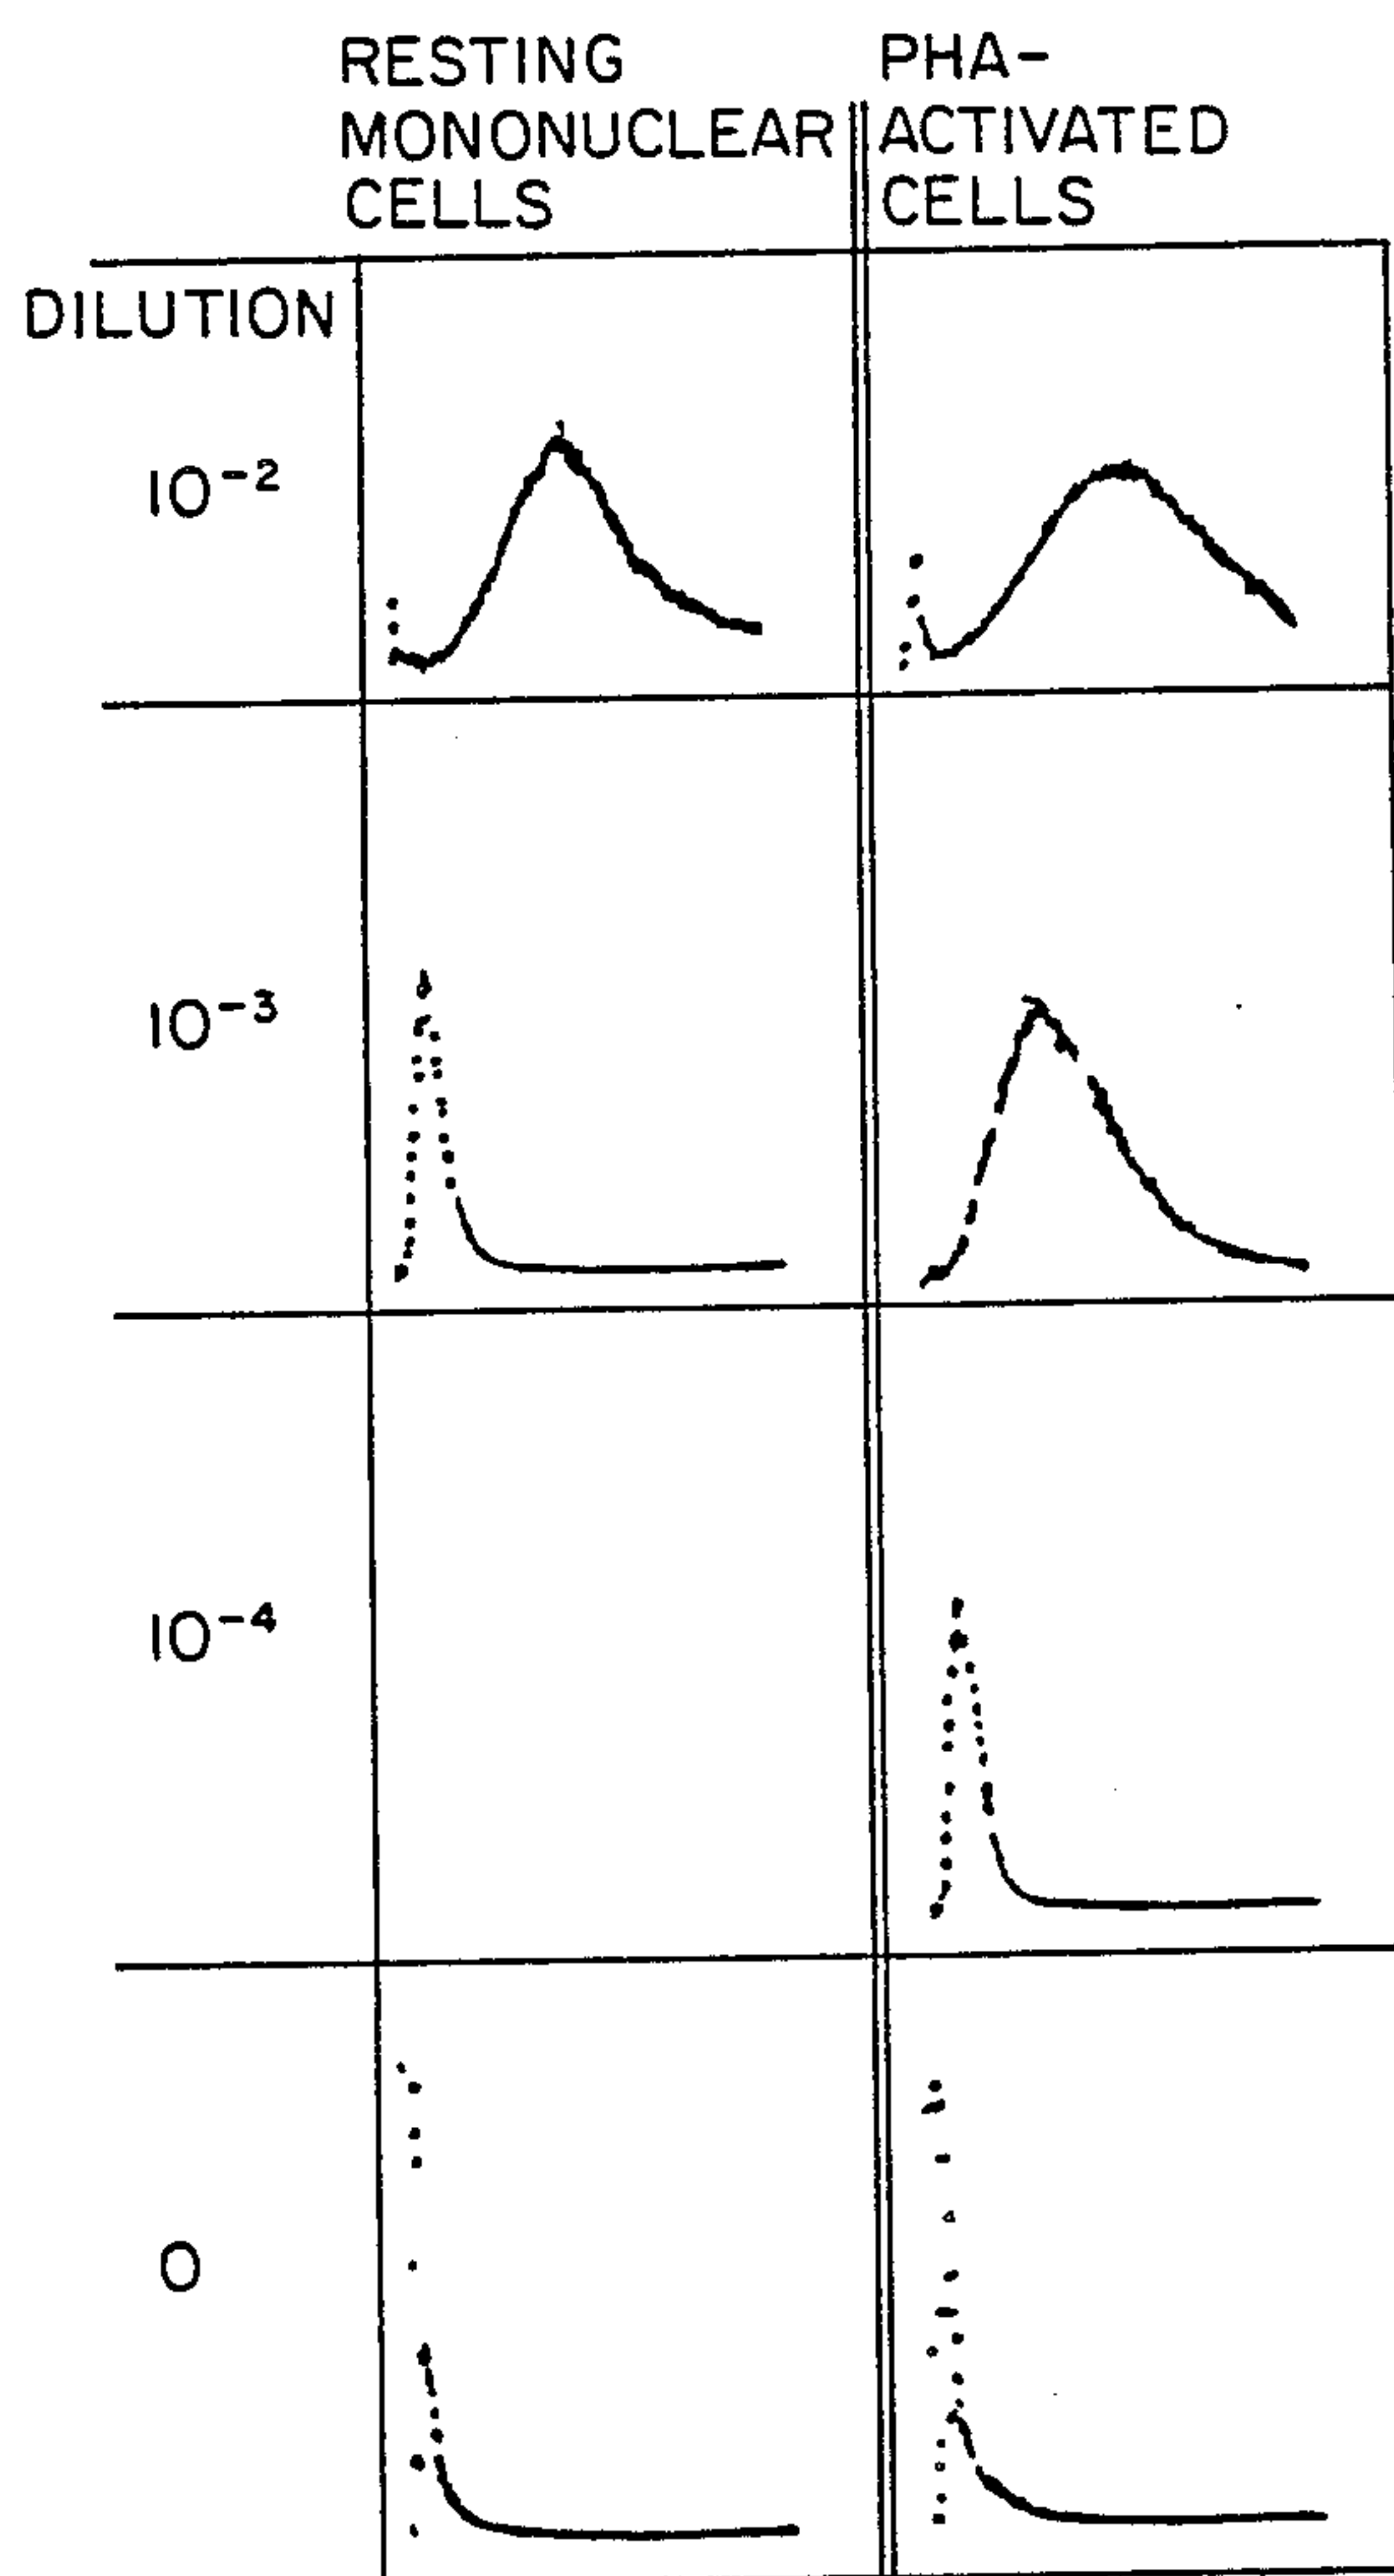 RESTING
MONONUCLEAR
CELLS
PHA-
ACTIVATED
CELLS
DILUTION
10⁻²
10⁻³
10⁻⁴
0